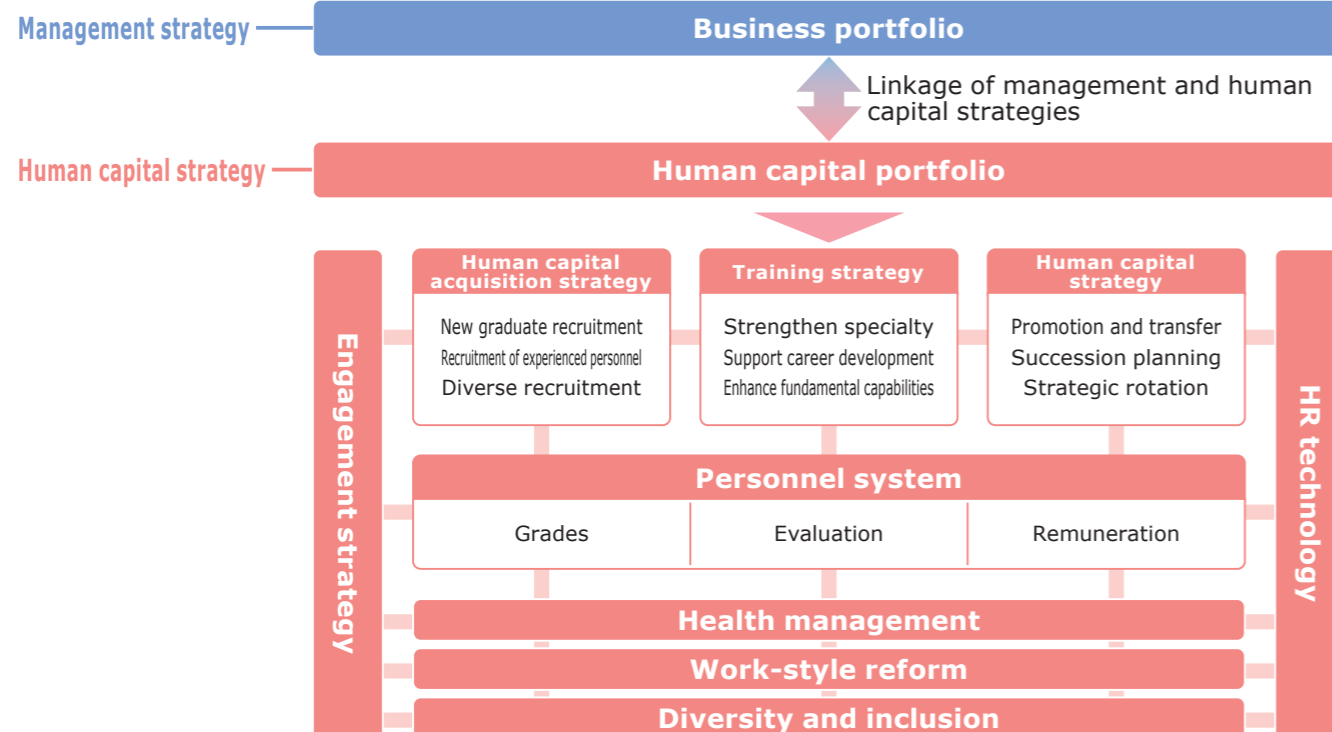 Management strategy
Business portfolio
Linkage of management and human
capital strategies
Human capital strategy
Human capital portfolio
Engagement strategy
Human capital
acquisition strategy
New graduate recruitment
Recruitment of experienced personnel
Diverse recruitment
Training strategy
Strengthen specialty
Support career development
Enhance fundamental capabilities
Human capital
strategy
Promotion and transfer
Succession planning
Strategic rotation
HR technology
Personnel system
Grades
Evaluation
Remuneration
Health management
Work-style reform
Diversity and inclusion